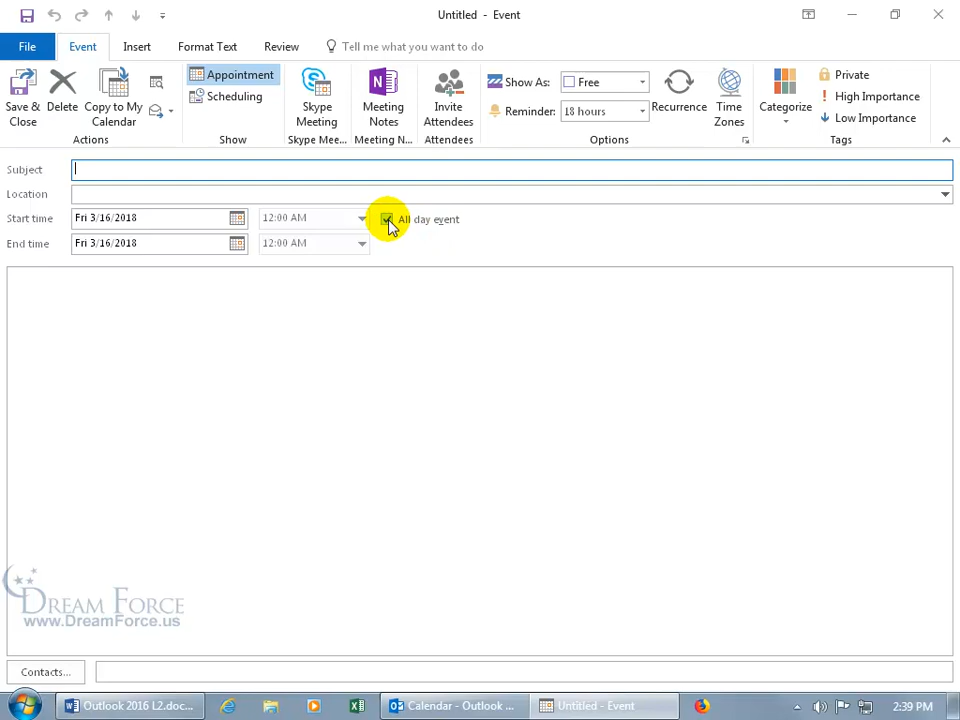 Untitled - Event
File Event Insert Format Text Review Tell me what you want to do
Save & Close
Delete
Copy to My Calendar
Actions
Appointment
Scheduling
Show
Skype Meeting
Skype Mee...
Meeting Notes
Meeting N...
Invite Attendees
Attendees
Show As: Free
Reminder: 18 hours
Recurrence
Time Zones
Options
Categorize
Private
High Importance
Low Importance
Tags
Subject
Location
Start time Fri 3/16/2018 12:00 AM All day event
End time Fri 3/16/2018 12:00 AM
DREAM FORCE
www.DreamForce.us
Contacts...
Outlook 2016 L2.doc... Calendar - Outlook ... Untitled - Event 2:39 PM